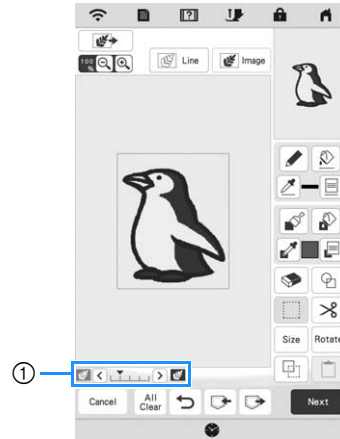 100
%
Line
Image
Size
Rotate
①
Cancel
All
Clear
Next